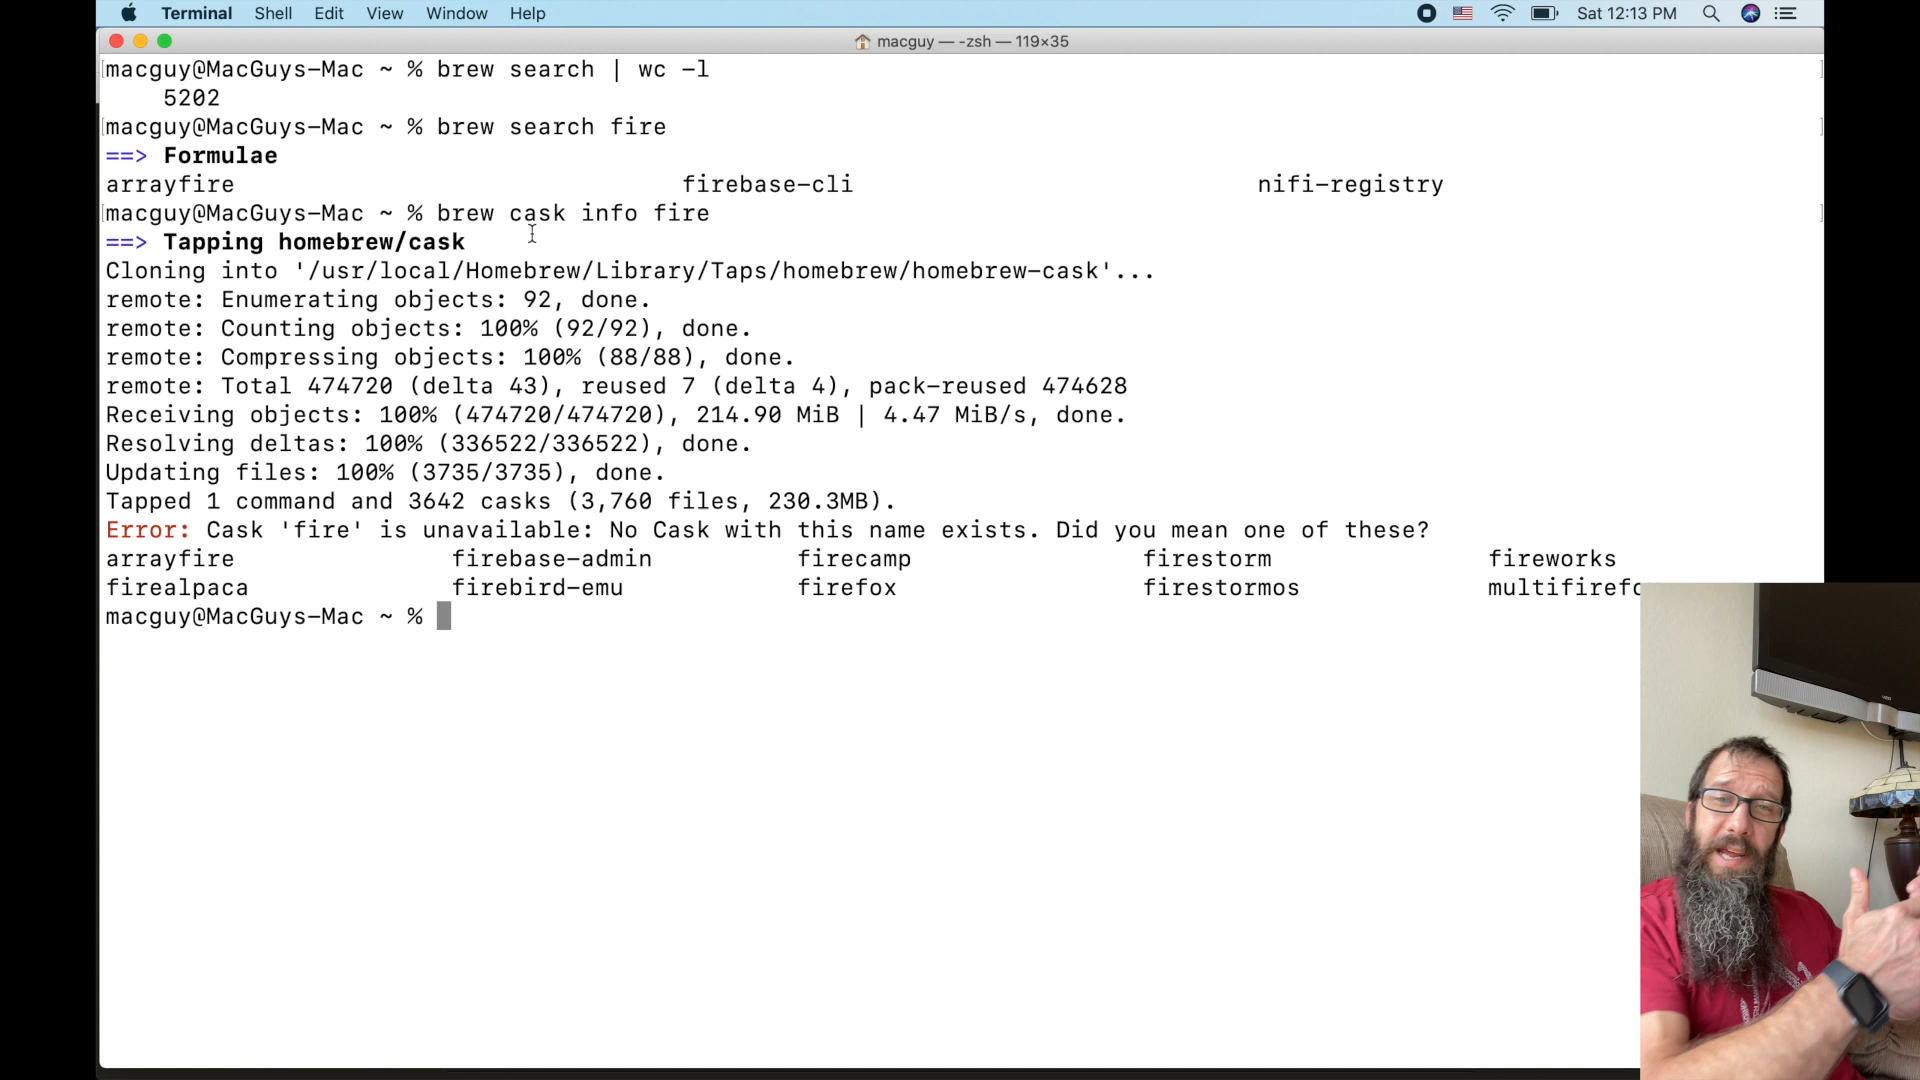 Terminal Shell Edit View Window Help Sat 12:13 PM
macguy — -zsh — 119×35
macguy@MacGuys-Mac ~ % brew search | wc -l
5202
macguy@MacGuys-Mac ~ % brew search fire
==> Formulae
arrayfire firebase-cli nifi-registry
macguy@MacGuys-Mac ~ % brew cask info fire
==> Tapping homebrew/cask
Cloning into '/usr/local/Homebrew/Library/Taps/homebrew/homebrew-cask'...
remote: Enumerating objects: 92, done.
remote: Counting objects: 100% (92/92), done.
remote: Compressing objects: 100% (88/88), done.
remote: Total 474720 (delta 43), reused 7 (delta 4), pack-reused 474628
Receiving objects: 100% (474720/474720), 214.90 MiB | 4.47 MiB/s, done.
Resolving deltas: 100% (336522/336522), done.
Updating files: 100% (3735/3735), done.
Tapped 1 command and 3642 casks (3,760 files, 230.3MB).
Error: Cask 'fire' is unavailable: No Cask with this name exists. Did you mean one of these?
arrayfire firebase-admin firecamp firestorm fireworks
firealpaca firebird-emu firefox firestormos
macguy@MacGuys-Mac ~ %